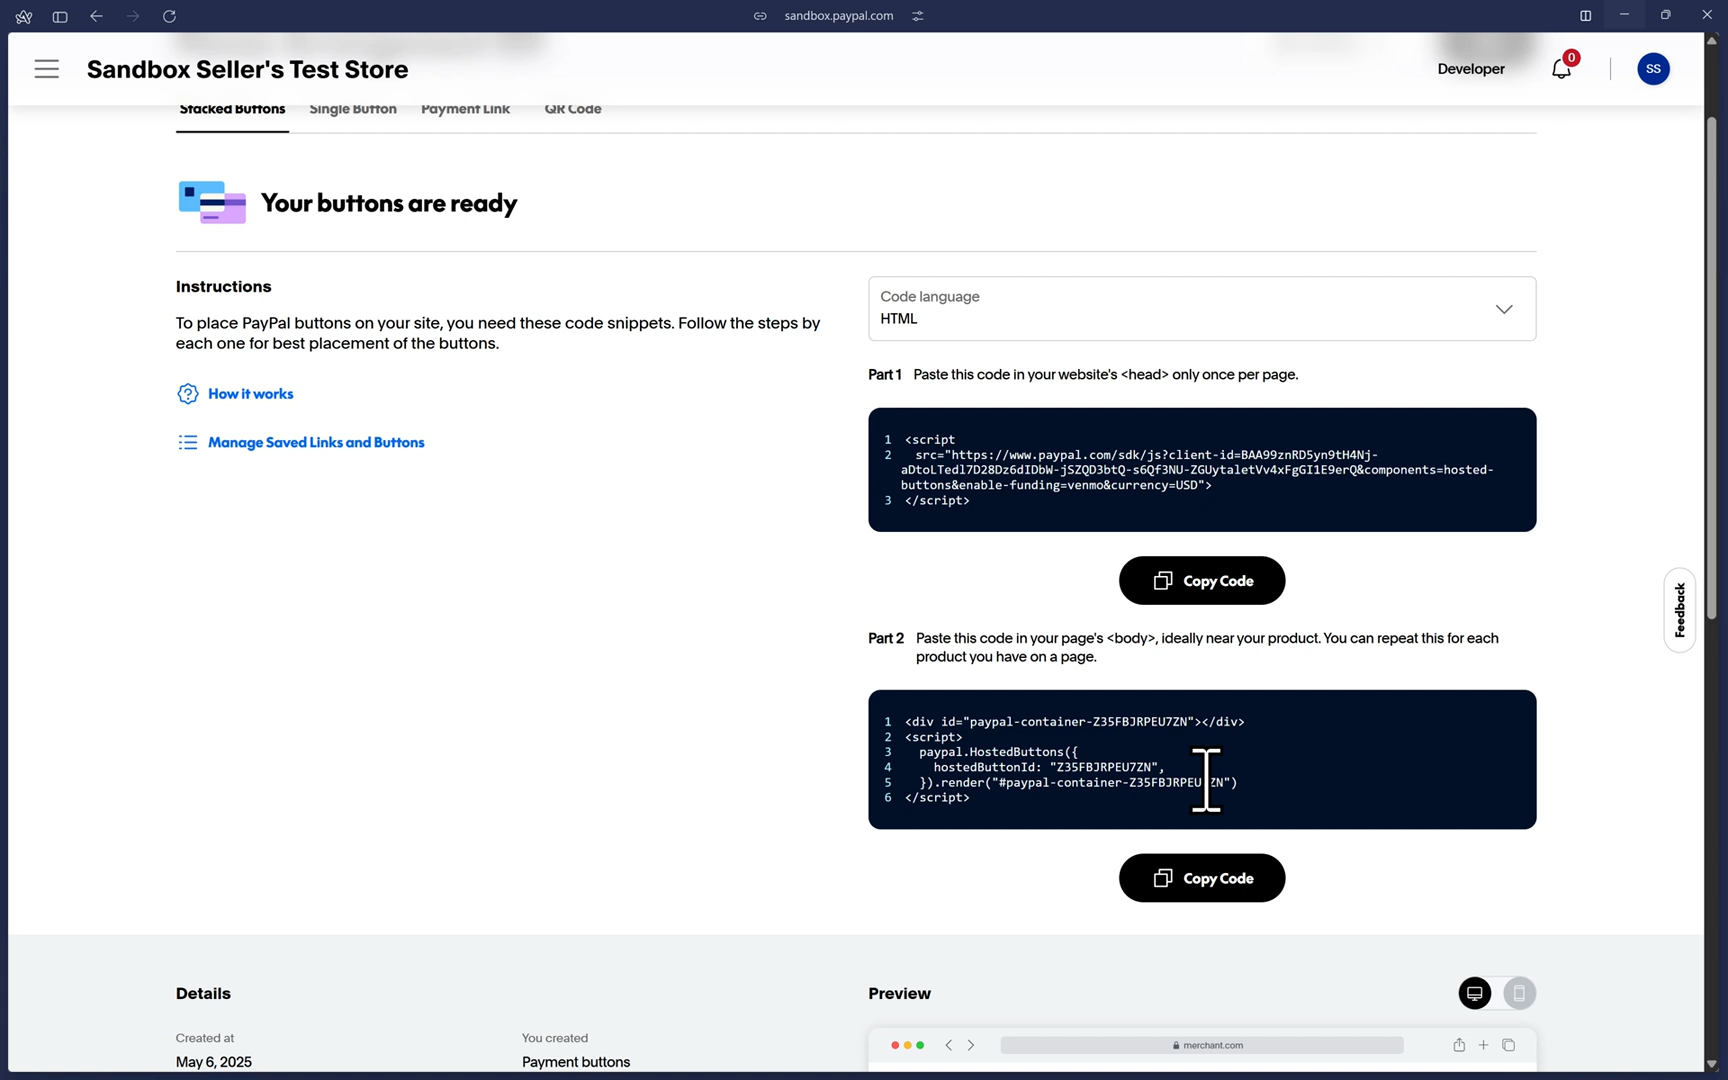 sandbox.paypal.com
Sandbox Seller's Test Store
Developer
0
SS
Stacked Buttons
Single Button
Payment Link
QR Code
Your buttons are ready
Instructions
To place PayPal buttons on your site, you need these code snippets. Follow the steps by
each one for best placement of the buttons.
How it works
Manage Saved Links and Buttons
Code language
HTML
Part 1 Paste this code in your website's <head> only once per page.
1 <script
2 src="https://www.paypal.com/sdk/js?client-id=BAA99znRD5yn9tH4Nj-
aDtoLTedl7D28Dz6dIDbW-jSZQD3btQ-s6Qf3NU-ZGUytaletVv4xFgGI1E9erQ&components=hosted-
buttons&enable-funding=venmo&currency=USD">
3 </script>
Copy Code
Part 2 Paste this code in your page's <body>, ideally near your product. You can repeat this for each
product you have on a page.
1 <div id="paypal-container-Z35FBJRPEU7ZN"></div>
2 <script>
3 paypal.HostedButtons({
4 hostedButtonId: "Z35FBJRPEU7ZN",
5 }).render("#paypal-container-Z35FBJRPEU7ZN")
6 </script>
Copy Code
Feedback
Details
Created at
May 6, 2025
You created
Payment buttons
Preview
merchant.com